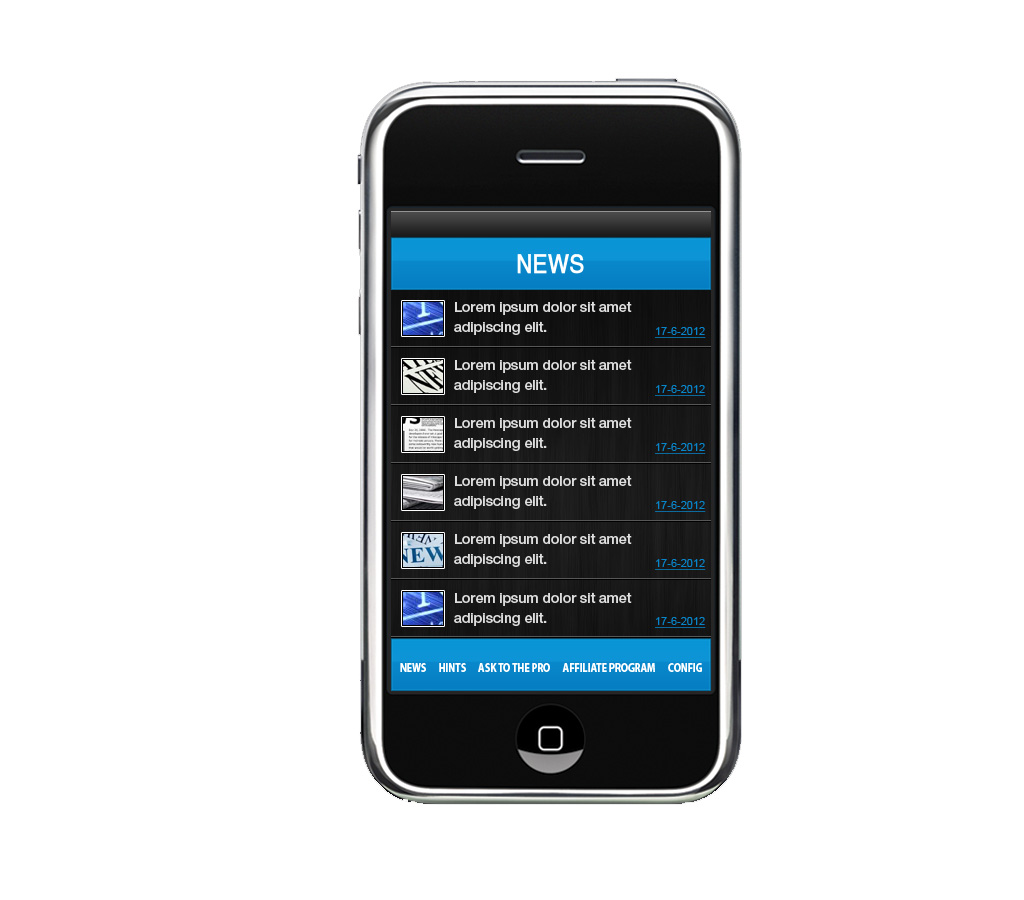 NEWS
Lorem ipsum dolor sit amet
adipiscing elit.
17-6-2012
Lorem ipsum dolor sit amet
adipiscing elit.
17-6-2012
Lorem ipsum dolor sit amet
adipiscing elit.
17-6-2012
Lorem ipsum dolor sit amet
adipiscing elit.
17-6-2012
NEW
Lorem ipsum dolor sit amet
adipiscing elit.
17-6-2012
Lorem ipsum dolor sit amet
adipiscing elit.
17-6-2012
NEWS HINTS ASK TO THE PRO AFFILIATE PROGRAM CONFIG